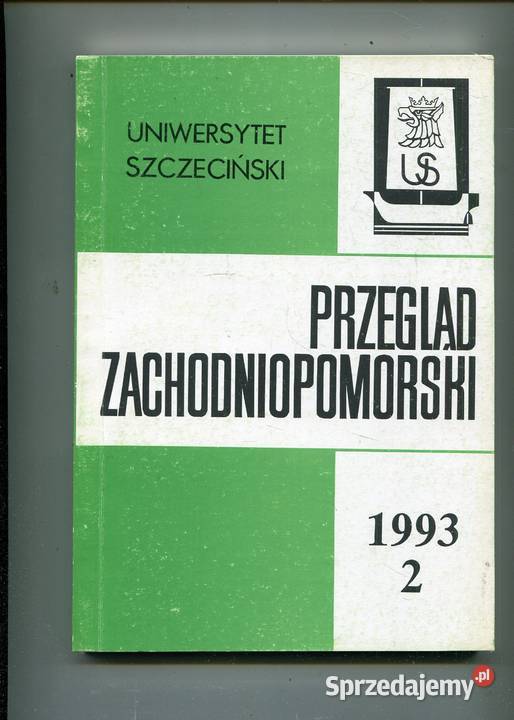 UNIWERSYTET
SZCZECIŃSKI
US
PRZEGLĄD
ZACHODNIOPOMORSKI
1993
2
Sprzedajemy.pl